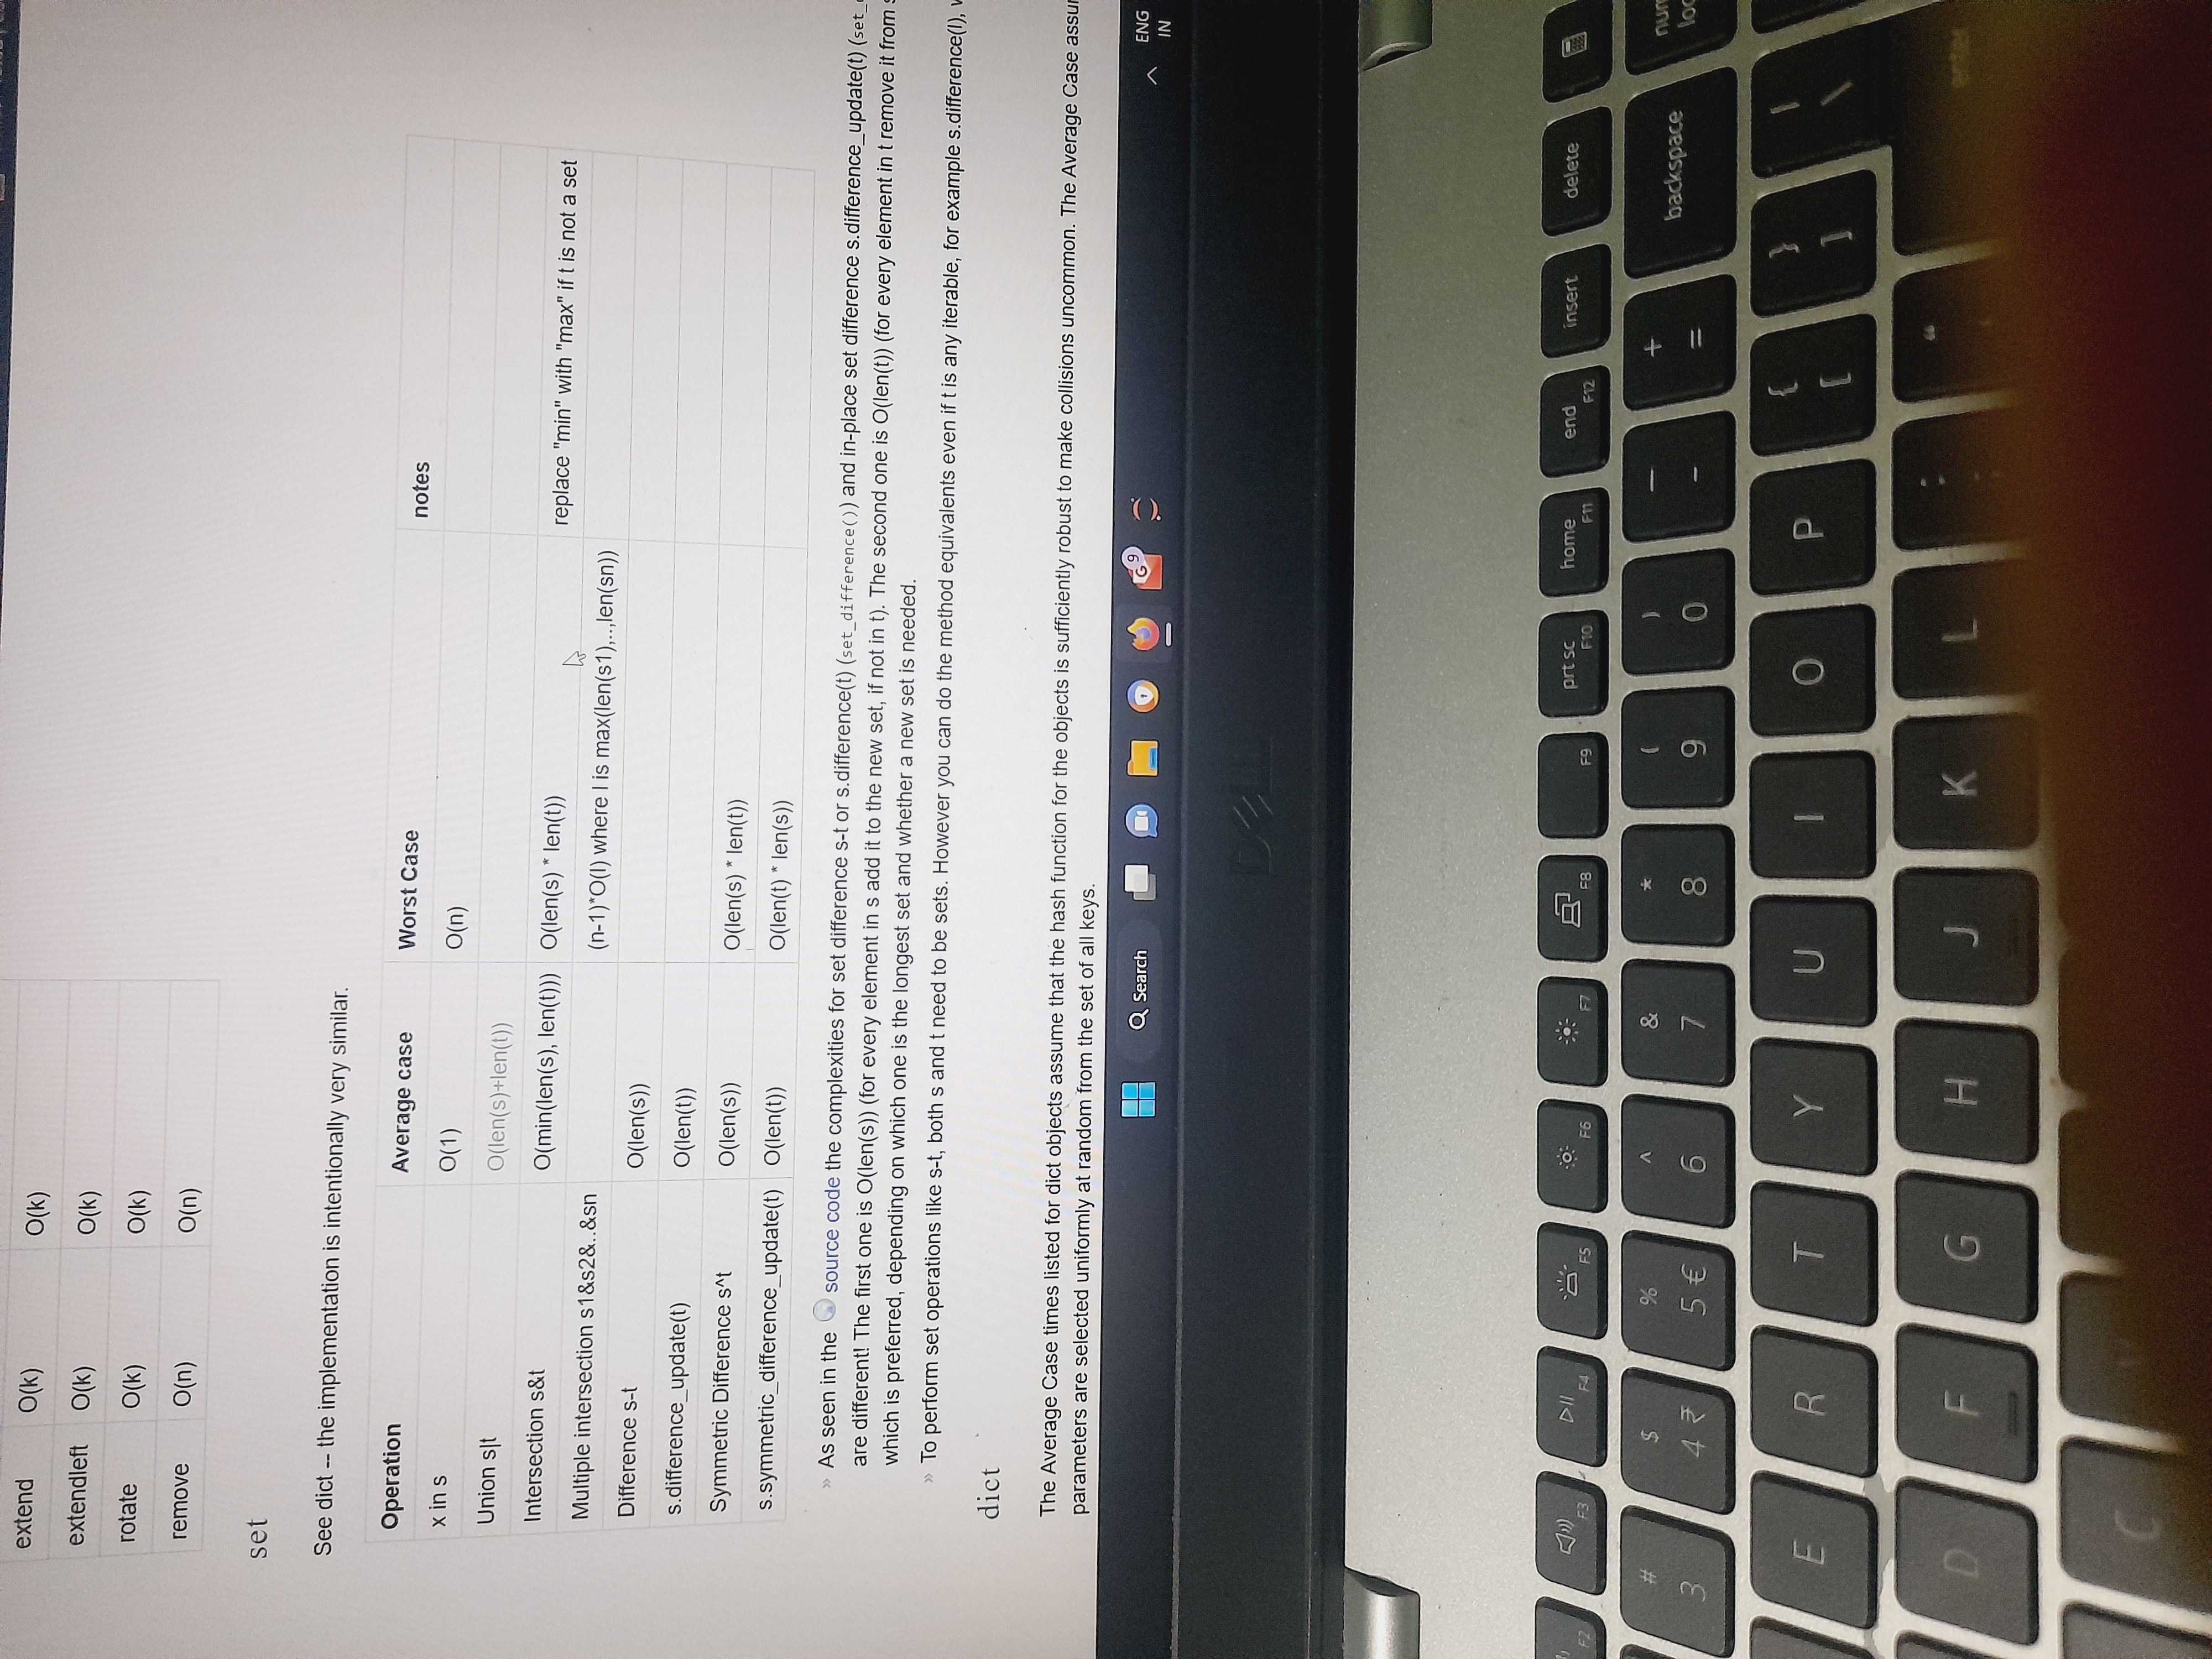 extend O(k) O(k)
extendleft O(k) O(k)
rotate O(k) O(k)
remove O(n) O(n)
set
See dict -- the implementation is intentionally very similar.
Operation Average case Worst Case notes
x in s O(1) O(n)
Union s|t O(len(s)+len(t))
Intersection s&t O(min(len(s), len(t))) O(len(s) * len(t)) replace "min" with "max" if t is not a set
Multiple intersection s1&s2&..&sn (n-1)*O(l) where l is max(len(s1),..,len(sn))
Difference s-t O(len(s))
s.difference_update(t) O(len(t))
Symmetric Difference s^t O(len(s)) O(len(s) * len(t))
s.symmetric_difference_update(t) O(len(t)) O(len(t) * len(s))
» As seen in the source code the complexities for set difference s-t or s.difference(t) (set_difference()) and in-place set difference s.difference_update(t) (set_
are different! The first one is O(len(s)) (for every element in s add it to the new set, if not in t). The second one is O(len(t)) (for every element in t remove it from s
which is preferred, depending on which one is the longest set and whether a new set is needed.
» To perform set operations like s-t, both s and t need to be sets. However you can do the method equivalents even if t is any iterable, for example s.difference(l),
dict
The Average Case times listed for dict objects assume that the hash function for the objects is sufficiently robust to make collisions uncommon. The Average Case assu
parameters are selected uniformly at random from the set of all keys.
Search G 9 ENG
IN
DELL
F2 F3 F4 F5 F6 F7 F8 F9 prt sc F10 home F11 end F12 insert delete
# $ % ^ & * ( ) — + backspace num
3 4 ₹ 5 € 6 7 8 9 0 - = loc
E R T Y U I O P { [ } ] | \
D F G H J K L : ; “ ‘ enter
C V